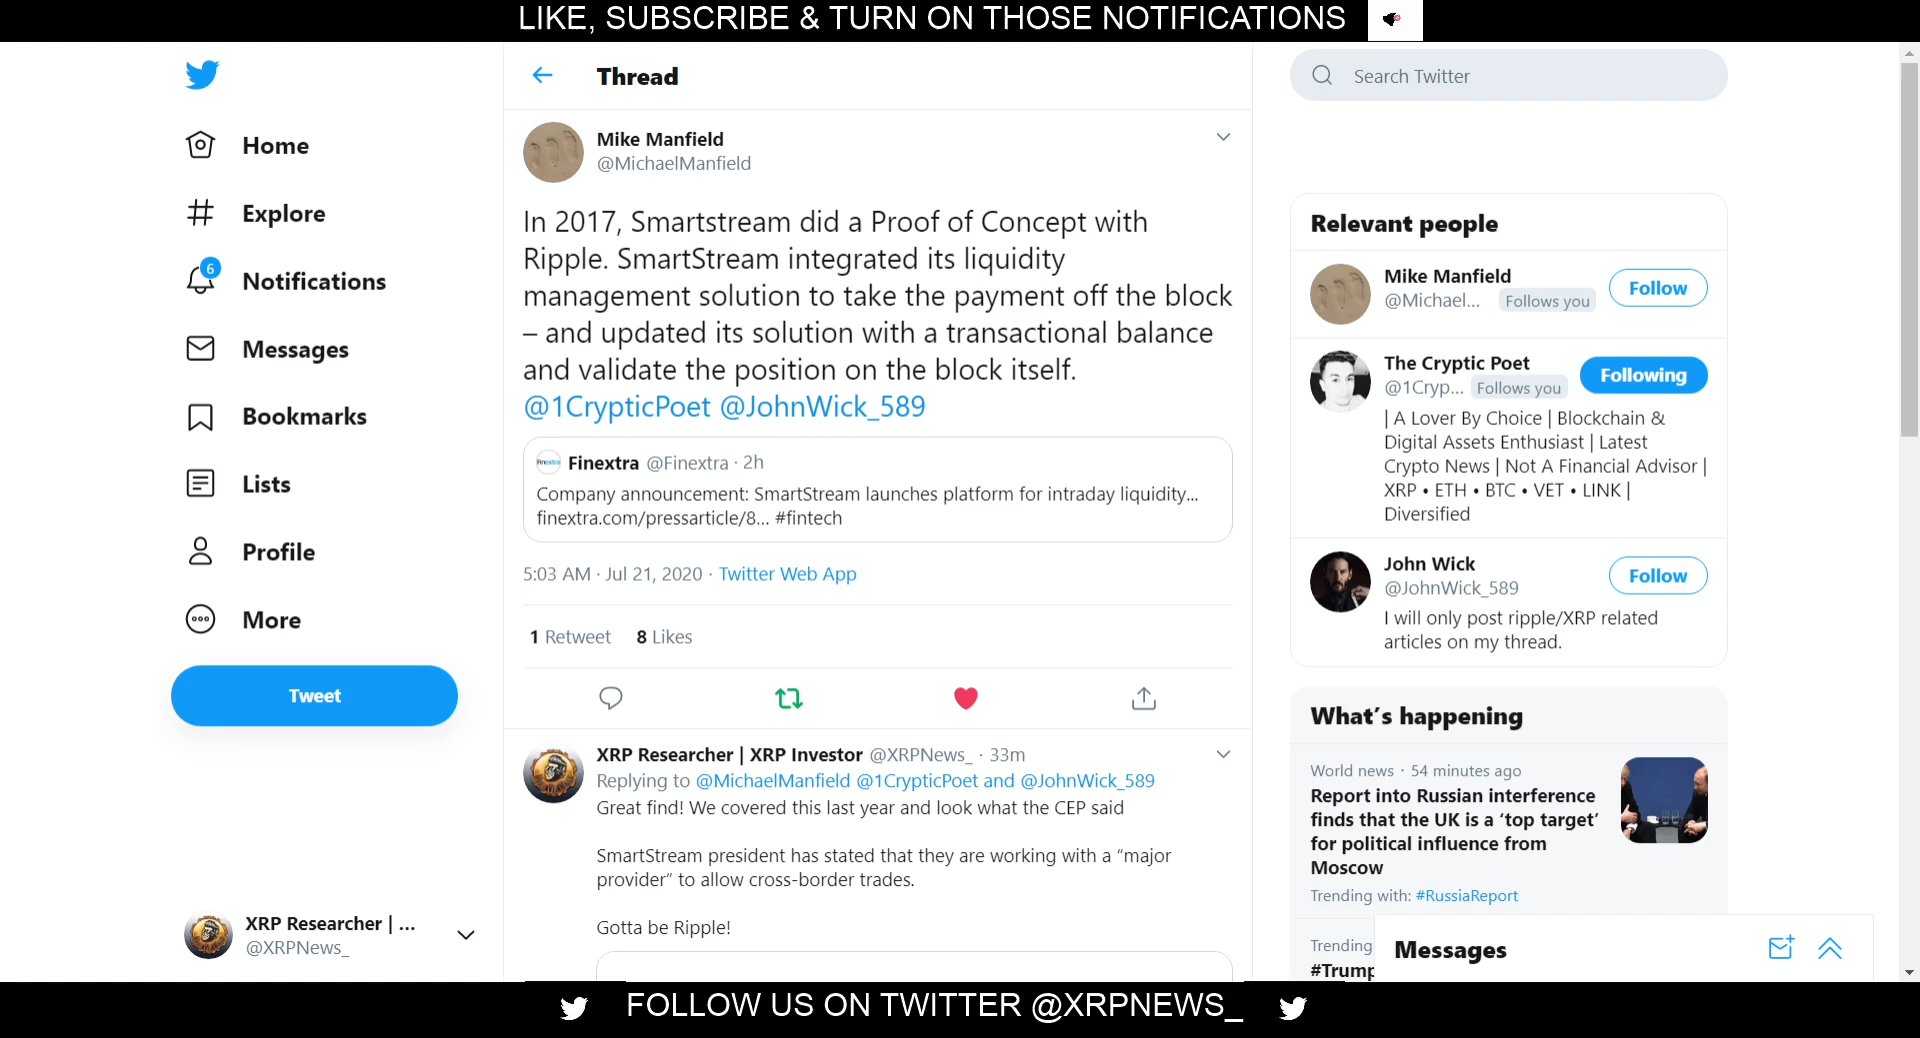 LIKE, SUBSCRIBE & TURN ON THOSE NOTIFICATIONS
Home
Explore
6
Notifications
Messages
Bookmarks
Lists
Profile
More
Tweet
XRP Researcher | ...
@XRPNews_
Thread
Mike Manfield
@MichaelManfield
In 2017, Smartstream did a Proof of Concept with
Ripple. SmartStream integrated its liquidity
management solution to take the payment off the block
– and updated its solution with a transactional balance
and validate the position on the block itself.
@1CrypticPoet @JohnWick_589
Finextra
Finextra @Finextra · 2h
Company announcement: SmartStream launches platform for intraday liquidity...
finextra.com/pressarticle/8... #fintech
5:03 AM · Jul 21, 2020 · Twitter Web App
1 Retweet 8 Likes
XRP Researcher | XRP Investor @XRPNews_ · 33m
Replying to @MichaelManfield @1CrypticPoet and @JohnWick_589
Great find! We covered this last year and look what the CEP said
SmartStream president has stated that they are working with a “major
provider” to allow cross-border trades.
Gotta be Ripple!
Search Twitter
Relevant people
Mike Manfield
@Michael... Follows you
Follow
The Cryptic Poet
@1Cryp... Follows you
Following
| A Lover By Choice | Blockchain &
Digital Assets Enthusiast | Latest
Crypto News | Not A Financial Advisor |
XRP • ETH • BTC • VET • LINK |
Diversified
John Wick
@JohnWick_589
Follow
I will only post ripple/XRP related
articles on my thread.
What’s happening
World news · 54 minutes ago
Report into Russian interference
finds that the UK is a ‘top target’
for political influence from
Moscow
Trending with: #RussiaReport
Trending
#Trump
Messages
FOLLOW US ON TWITTER @XRPNEWS_